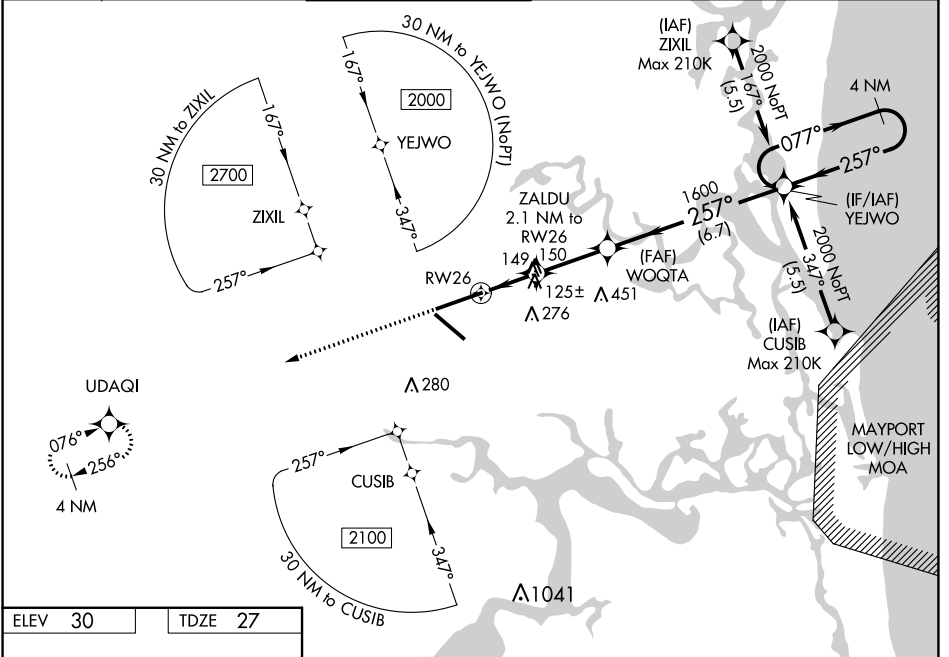 (IAF)
ZIXIL
Max 210K
2000 NoPT
167°
(5.5)
4 NM
077°
257°
(IF/IAF)
YEJWO
30 NM to ZIXIL
167°
2700
ZIXIL
257°
30 NM to YEJWO (NoPT)
167°
2000
YEJWO
347°
ZALDU
2.1 NM to
RW26
149
150
125±
276
451
RW26
1600
257°
(6.7)
(FAF)
WOQTA
2000 NoPT
347°
(5.5)
(IAF)
CUSIB
Max 210K
280
UDAQI
076°
256°
4 NM
257°
CUSIB
2100
347°
30 NM to CUSIB
MAYPORT
LOW/HIGH
MOA
1041
ELEV 30
TDZE 27